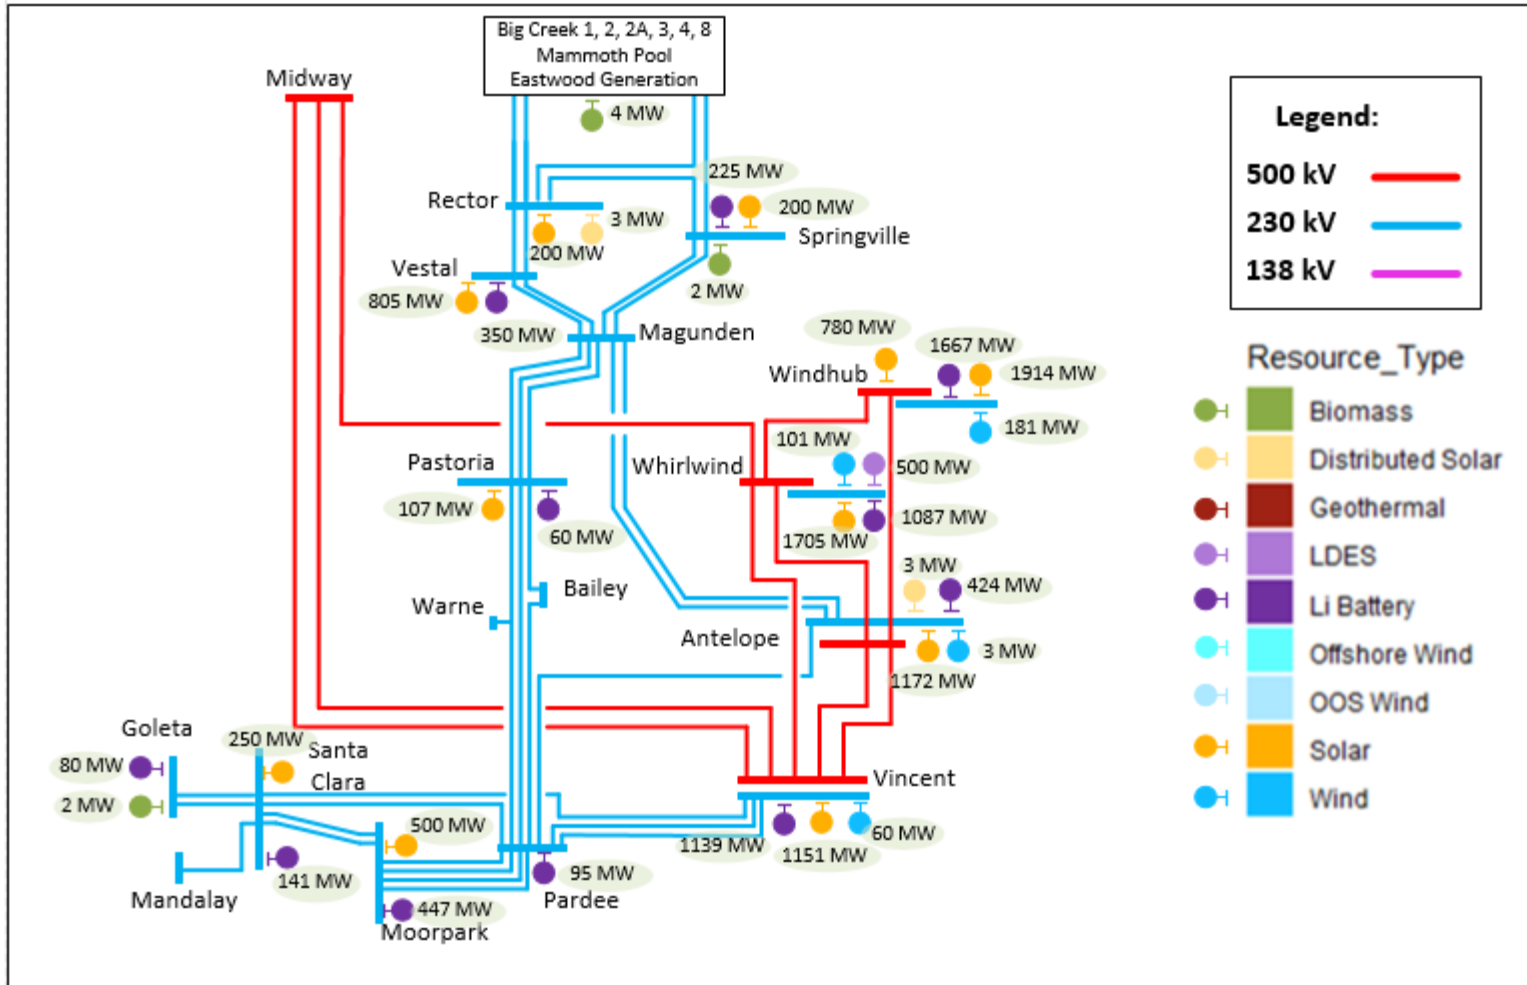 Big Creek 1, 2, 2A, 3, 4, 8
Mammoth Pool
Eastwood Generation
Midway
4 MW
Legend:
500 kV
230 kV
138 kV
225 MW
Rector
3 MW
200 MW
200 MW
Springville
Vestal
805 MW
2 MW
350 MW
Magunden
780 MW
1667 MW
Windhub
1914 MW
181 MW
Resource_Type
Biomass
Distributed Solar
Geothermal
LDES
Li Battery
Offshore Wind
OOS Wind
Solar
Wind
101 MW
Pastoria
Whirlwind
500 MW
107 MW
60 MW
1087 MW
1705 MW
3 MW
Bailey
424 MW
Warne
Antelope
3 MW
1172 MW
Goleta
250 MW
Santa
Clara
80 MW
2 MW
Vincent
500 MW
60 MW
1139 MW
1151 MW
141 MW
95 MW
Mandalay
Pardee
447 MW
Moorpark